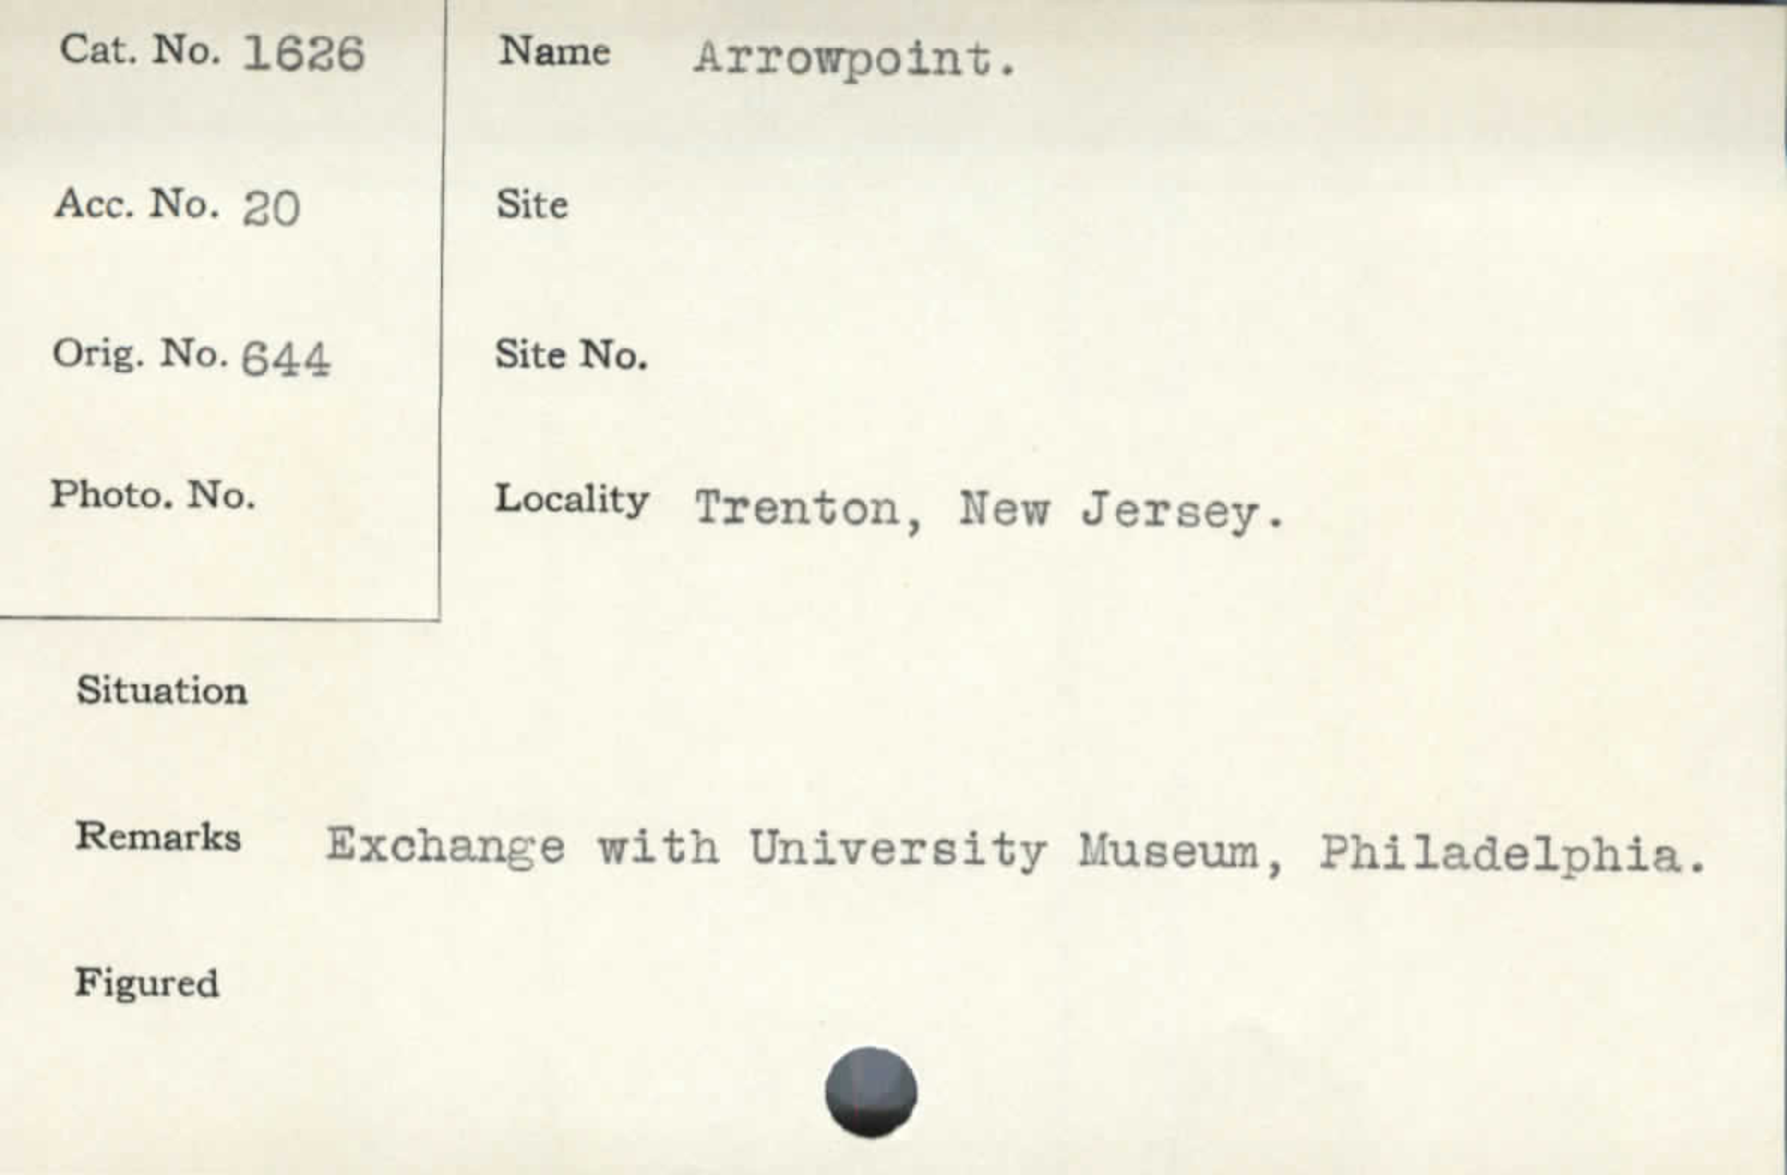 Cat. No. 1626
Acc. No. 20
Orig. No. 644
Photo. No.
Name Arrowpoint.
Site
Site No.
Locality Trenton, New Jersey.
Situation
Remarks Exchange with University Museum, Philadelphia.
Figured